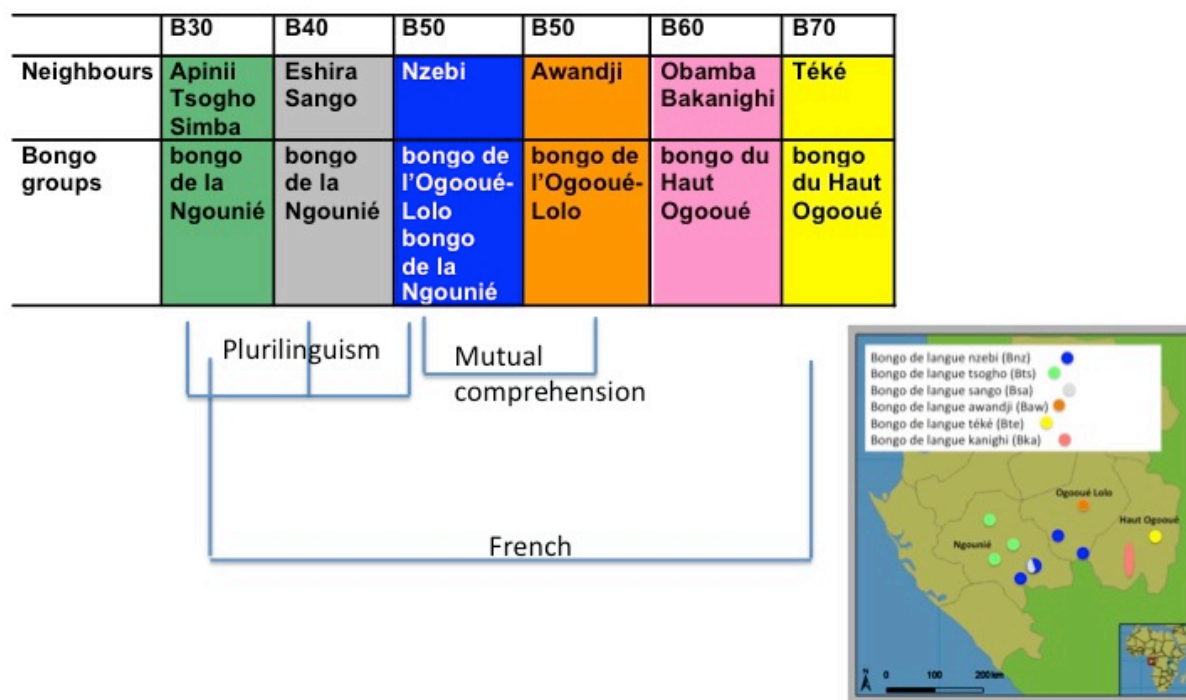 B30 B40 B50 B50 B60 B70
Neighbours
Apinii
Tsogho
Simba
Eshira
Sango
Nzebi
Awandji
Obamba
Bakanighi
Téké
Bongo
groups
bongo
de la
Ngounié
bongo
de la
Ngounié
bongo de
l’Ogooué-
Lolo
bongo
de la
Ngounié
bongo de
l’Ogooué-
Lolo
bongo du
Haut
Ogooué
bongo
du Haut
Ogooué
Plurilinguism
Mutual
comprehension
French
Bongo de langue nzebi (Bnz)
Bongo de langue tsogho (Bts)
Bongo de langue sango (Bsa)
Bongo de langue awandji (Baw)
Bongo de langue téké (Bte)
Bongo de langue kanighi (Bka)
Ogooué Lolo
Haut Ogooué
Ngounié
N
0 100 200 km